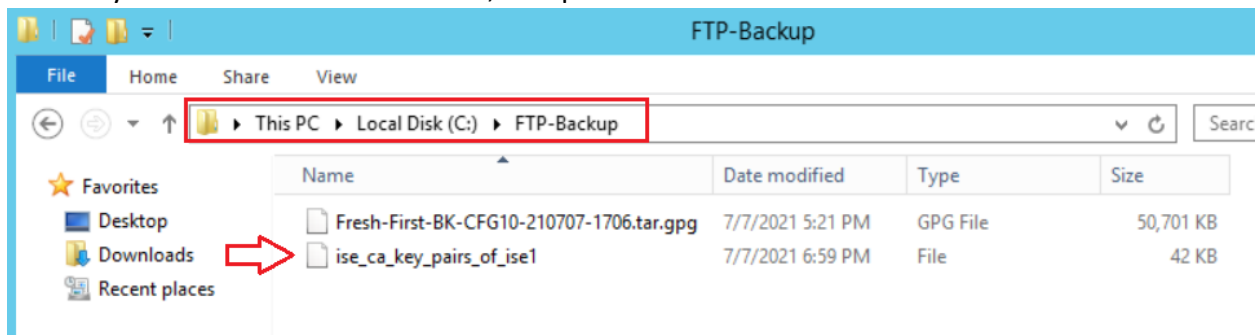 FTP-Backup
File Home Share View
This PC Local Disk (C:) FTP-Backup
Searc
Name Date modified Type Size
Favorites
Desktop
Downloads
Recent places
Fresh-First-BK-CFG10-210707-1706.tar.gpg 7/7/2021 5:21 PM GPG File 50,701 KB
ise_ca_key_pairs_of_ise1 7/7/2021 6:59 PM File 42 KB